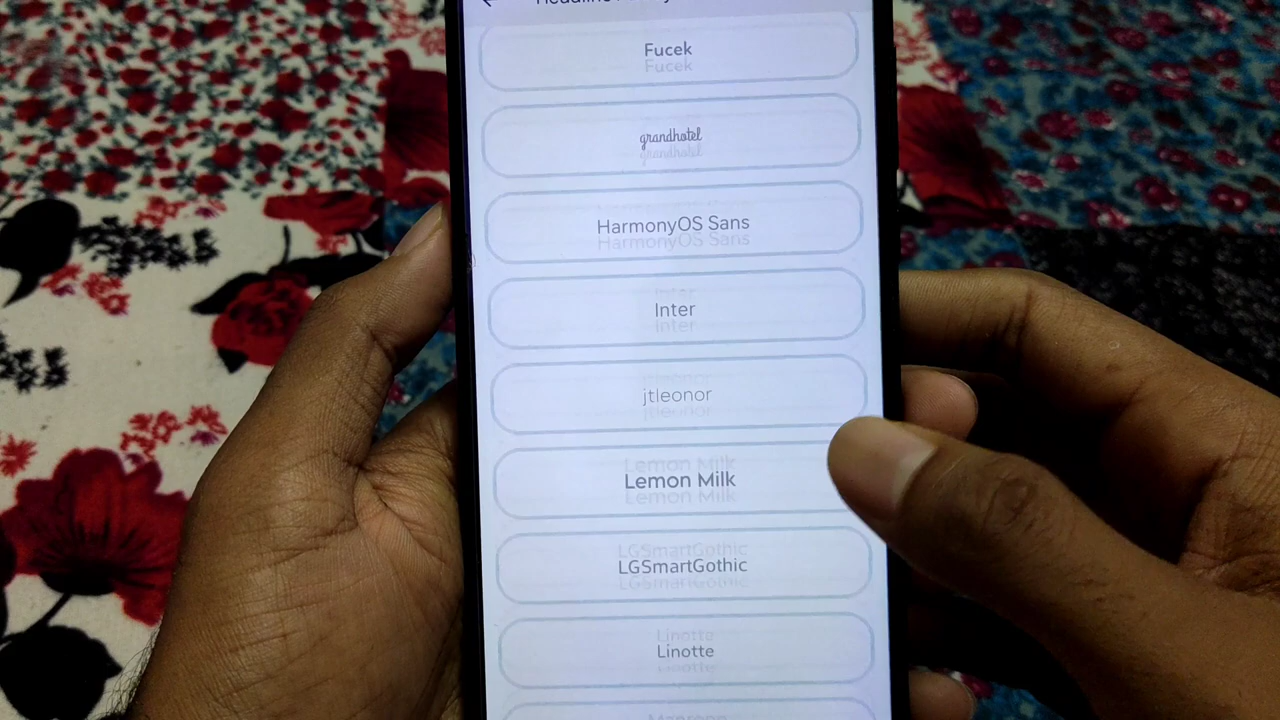 Fucek
grandhotel
HarmonyOS Sans
Inter
jtleonor
Lemon Milk
LGSmartGothic
Linotte